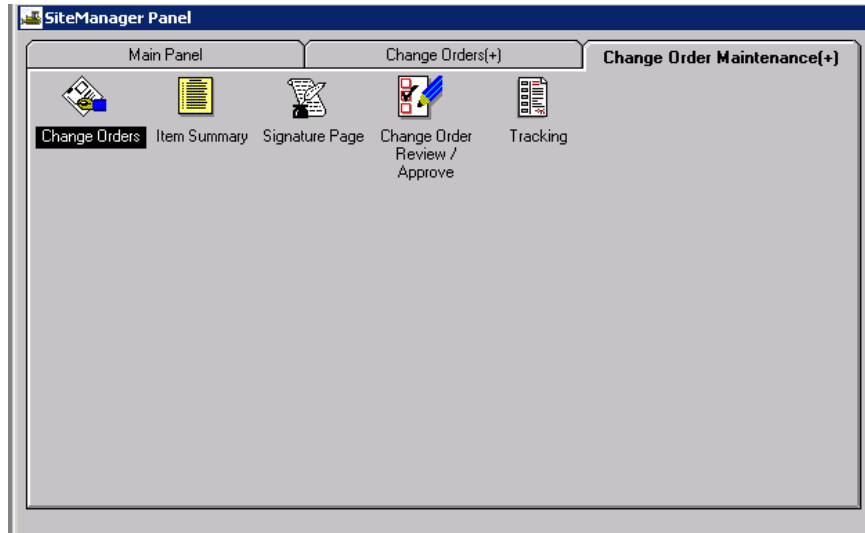 SiteManager Panel
Main Panel
Change Orders(+)
Change Order Maintenance(+)
Change Orders
Item Summary
Signature Page
Change Order
Review /
Approve
Tracking